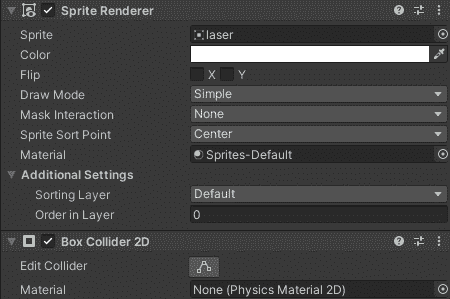 Sprite Renderer
Sprite laser
Color
Flip X Y
Draw Mode Simple
Mask Interaction None
Sprite Sort Point Center
Material Sprites-Default
Additional Settings
Sorting Layer Default
Order in Layer 0
Box Collider 2D
Edit Collider
Material None (Physics Material 2D)